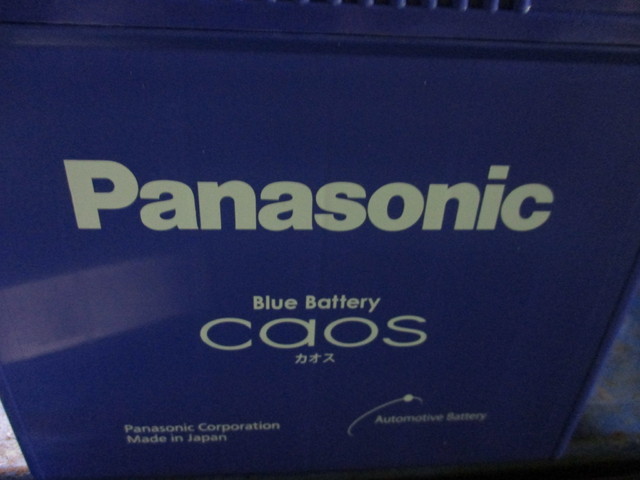 Panasonic
Blue Battery
caos
カオス
Automotive Battery
Panasonic Corporation
Made in Japan